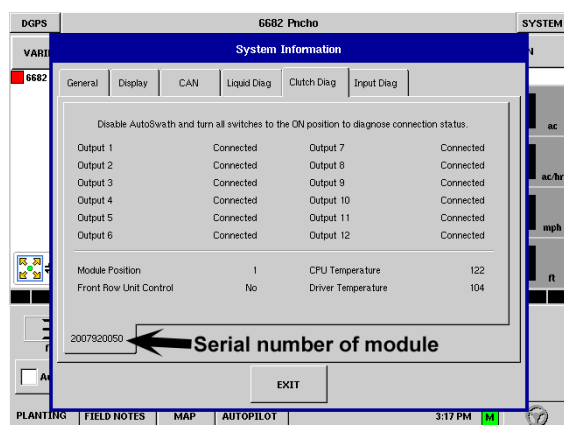 DGPS 6682 Pncho SYSTEM
System Information
VARI
6682
General Display CAN Liquid Diag Clutch Diag Input Diag
Disable AutoSwath and turn all switches to the ON position to diagnose connection status.
Output 1 Connected Output 7 Connected
Output 2 Connected Output 8 Connected
Output 3 Connected Output 9 Connected
Output 4 Connected Output 10 Connected
Output 5 Connected Output 11 Connected
Output 6 Connected Output 12 Connected
ac
ac/hr
mph
ft
Module Position 1 CPU Temperature 122
Front Row Unit Control No Driver Temperature 104
2007920050 Serial number of module
EXIT
PLANTING FIELD NOTES MAP AUTOPILOT 3:17 PM M